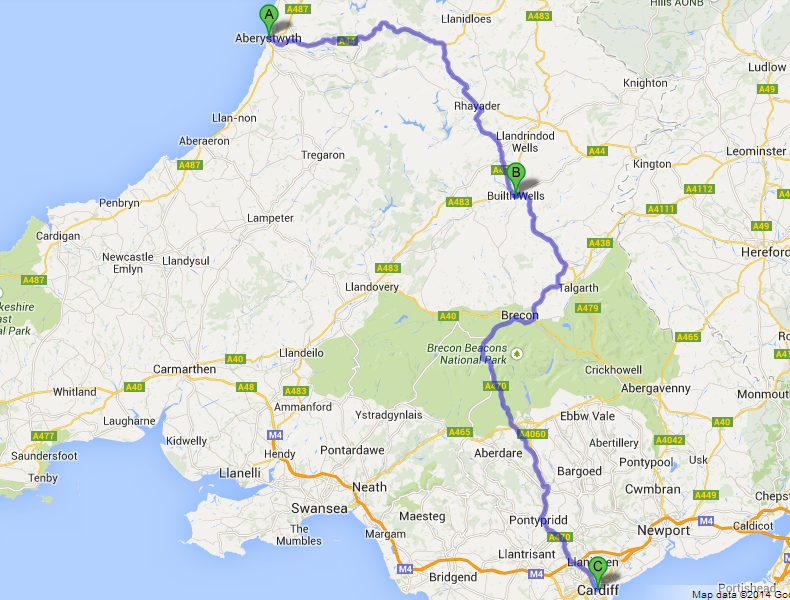 A
A487
Hills AONB
Llanidloes
A483
Aberystwyth
A44
Ludlow
Knighton
A49
Rhayader
Llan-non
Llandrindod
Wells
Aberaeron
A44
Leominster
A487
Tregaron
Kington
B
A4112
Builth Wells
Penbryn
A483
A4111
Lampeter
A49
Cardigan
A438
Newcastle
Emlyn
Llandysul
Hereford
A483
A487
Llandovery
Talgarth
A479
A40
Brecon
Brecon Beacons
National Park
A465
Llandeilo
A40
Carmarthen
Crickhowell
A470
Abergavenny
Whitland
A40
A48
A483
Ammanford
Ystradgynlais
Ebbw Vale
A40
Laugharne
A477
M4
A465
A4060
Abertillery
A4042
Kidwelly
Hendy
Pontardawe
Aberdare
Usk
Saundersfoot
Tenby
Llanelli
Bargoed
Pontypool
Neath
Cwmbran
A449
Swansea
Maesteg
Pontypridd
Newport
M4
Caldicot
The
Mumbles
Margam
A470
Llantrisant
C
M4
Bridgend
M4
Cardiff
Portishead
Map data ©2014